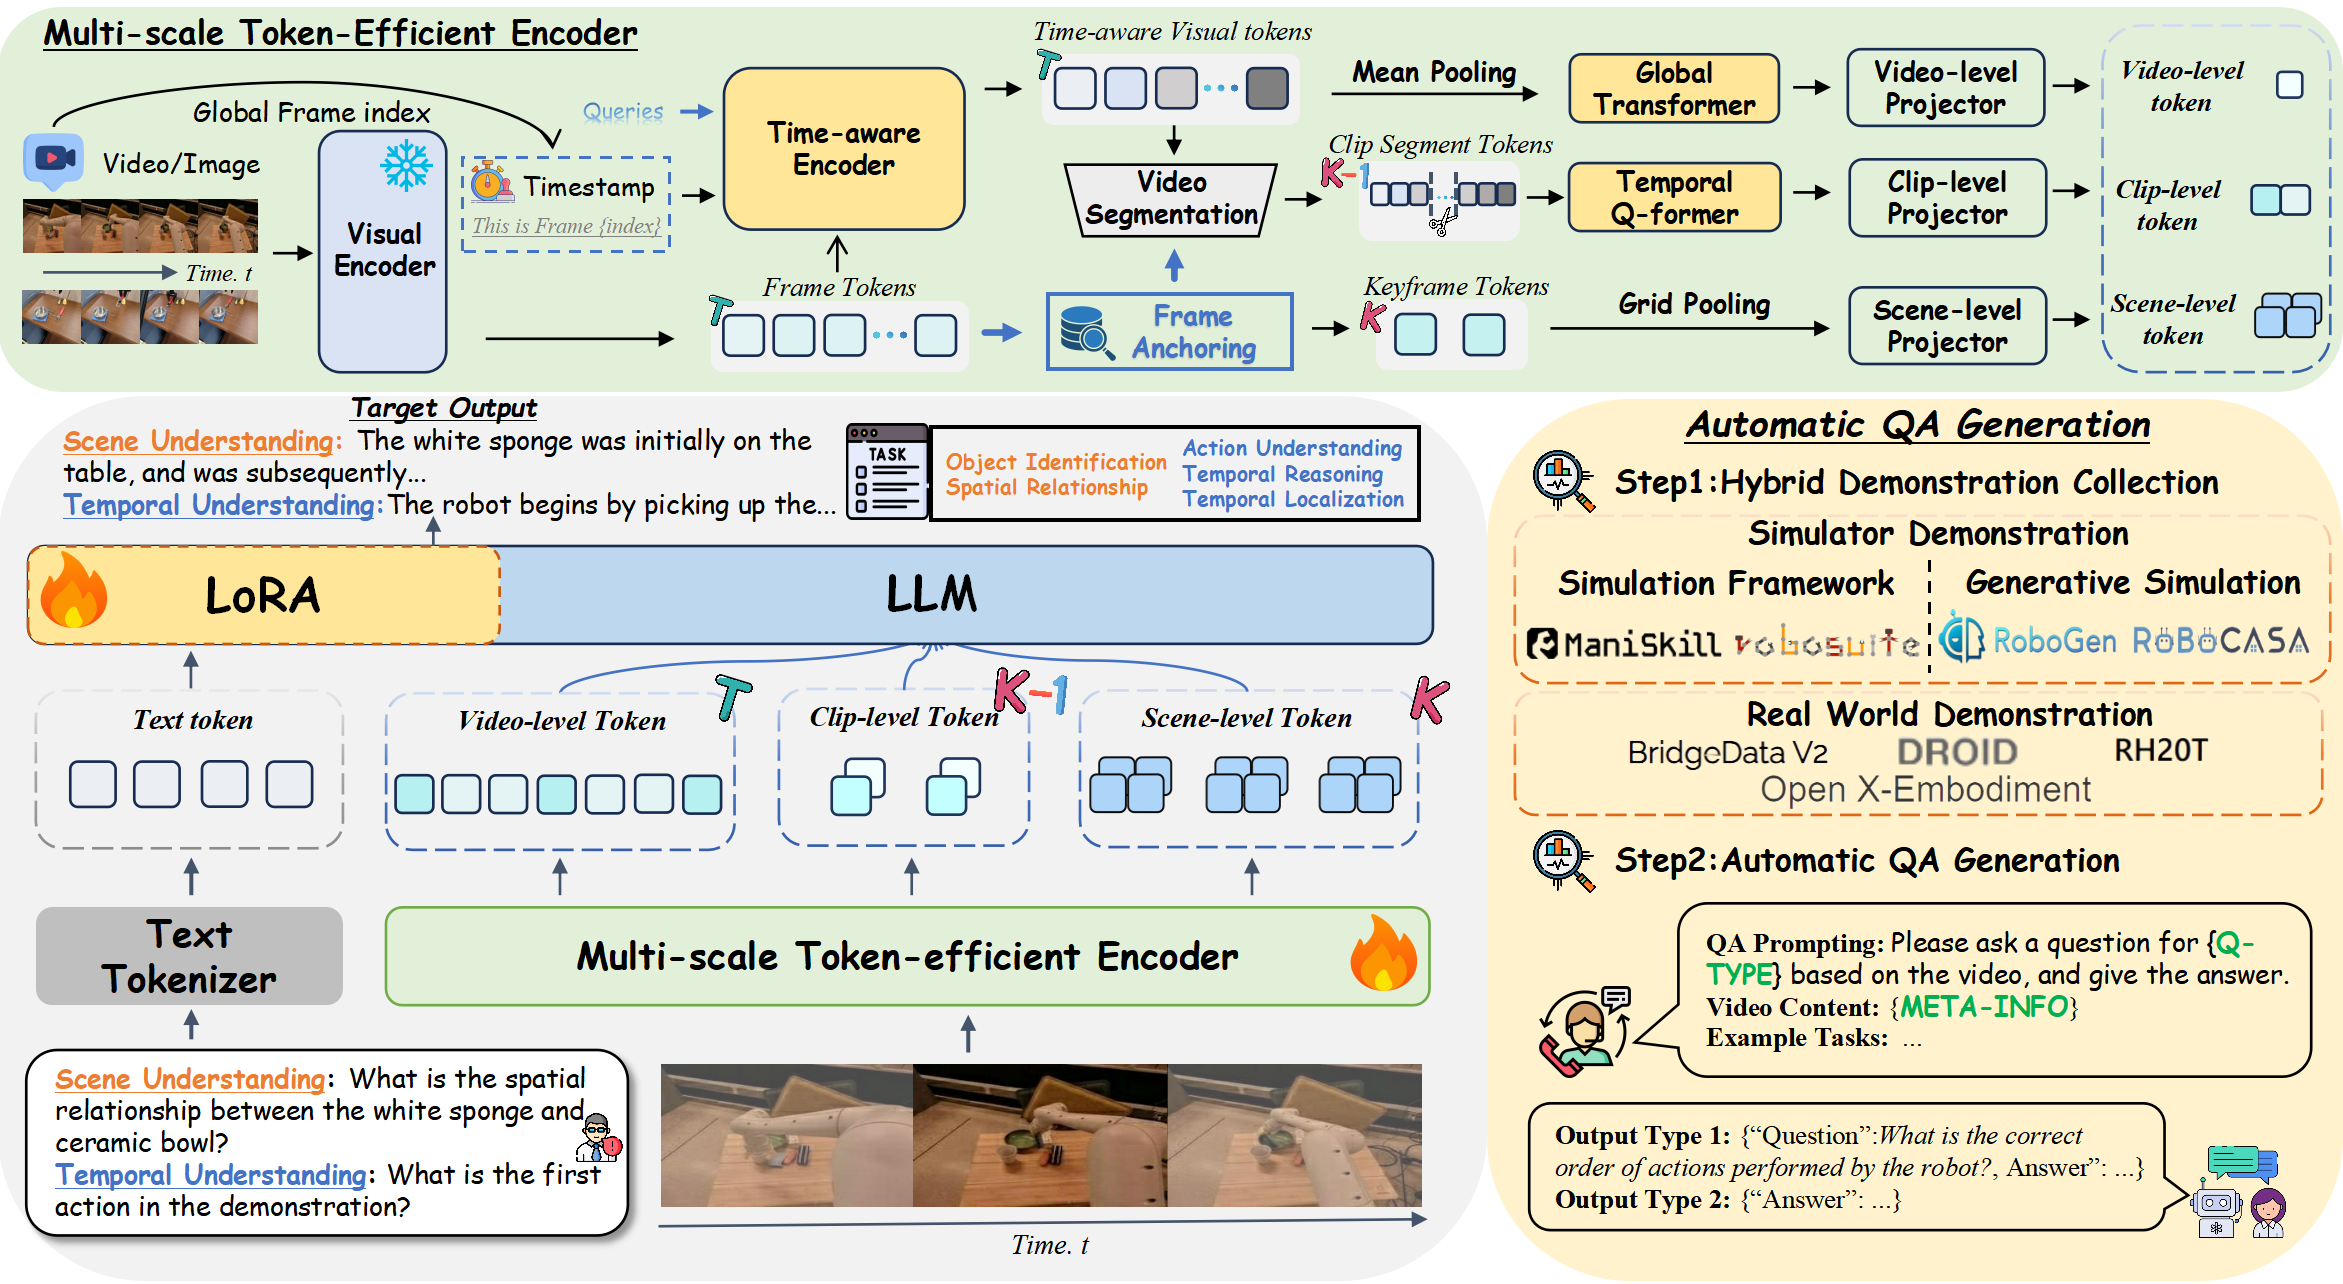 Multi-scale Token-Efficient Encoder
Global Frame index
Video/Image
Time. t
Visual
Encoder
Timestamp
This is Frame {index}
Queries
Time-aware
Encoder
T
Frame Tokens
Time-aware Visual tokens
T
Video
Segmentation
Frame
Anchoring
Mean Pooling
Clip Segment Tokens
K-1
Keyframe Tokens
K
Grid Pooling
Global
Transformer
Temporal
Q-former
Video-level
Projector
Clip-level
Projector
Scene-level
Projector
Video-level
token
Clip-level
token
Scene-level
token
Target Output
Scene Understanding: The white sponge was initially on the
table, and was subsequently...
Temporal Understanding:The robot begins by picking up the...
TASK
Object Identification
Spatial Relationship
Action Understanding
Temporal Reasoning
Temporal Localization
LoRA
LLM
Text token
Video-level Token
T
Clip-level Token
K-1
Scene-level Token
K
Text
Tokenizer
Multi-scale Token-efficient Encoder
Scene Understanding: What is the spatial
relationship between the white sponge and
ceramic bowl?
Temporal Understanding: What is the first
action in the demonstration?
Time. t
Automatic QA Generation
Step1:Hybrid Demonstration Collection
Simulator Demonstration
Simulation Framework
Generative Simulation
ManiSkill
robosuite
RoboGen
ROBOCASA
Real World Demonstration
BridgeData V2
DROID
RH20T
Open X-Embodiment
Step2:Automatic QA Generation
QA Prompting: Please ask a question for {Q-
TYPE} based on the video, and give the answer.
Video Content: {META-INFO}
Example Tasks: ...
Output Type 1: {“Question”:What is the correct
order of actions performed by the robot?, Answer”: ...}
Output Type 2: {“Answer”: ...}